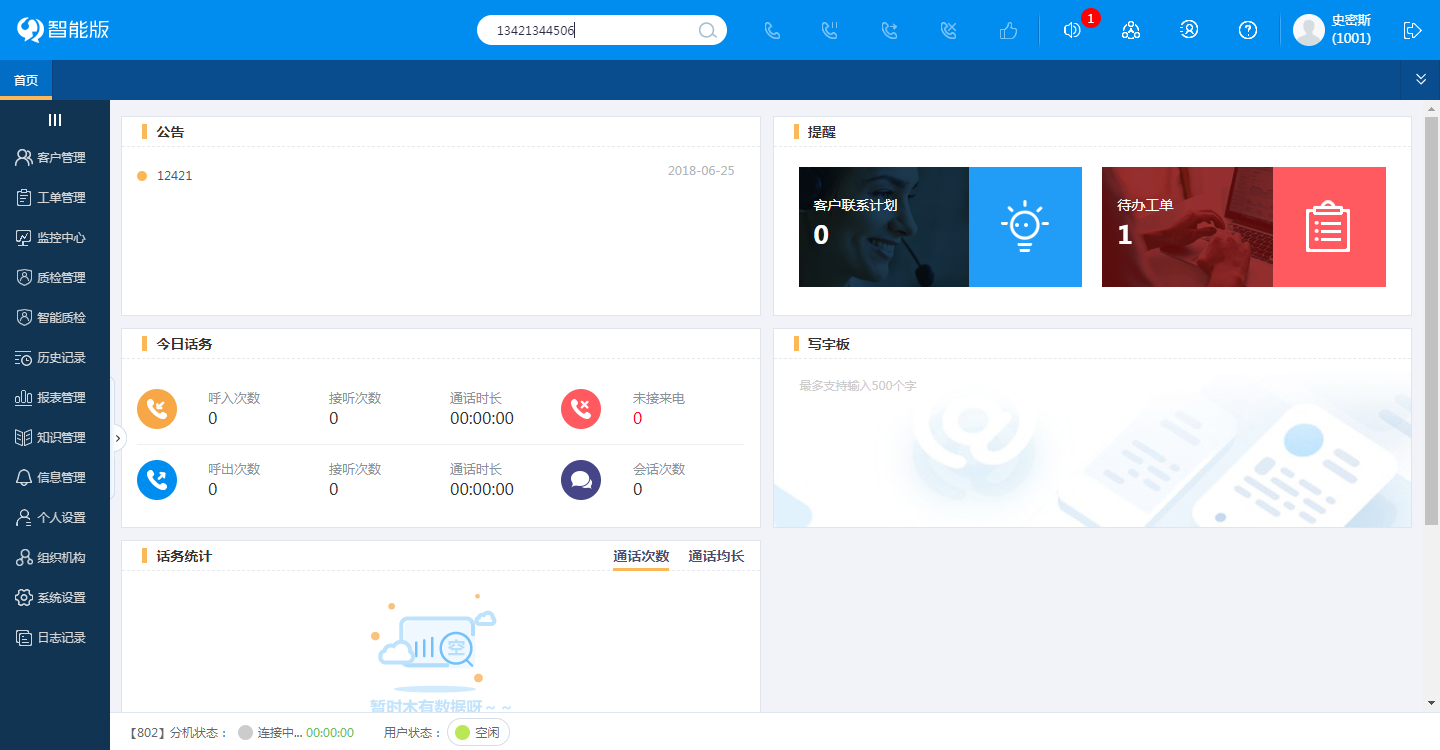 智能版
13421344506
1
史密斯
(1001)
首页
客户管理
工单管理
监控中心
质检管理
智能质检
历史记录
报表管理
知识管理
信息管理
个人设置
组织机构
系统设置
日志记录
公告
12421
2018-06-25
提醒
客户联系计划
0
待办工单
1
今日话务
呼入次数
0
接听次数
0
通话时长
00:00:00
未接来电
0
呼出次数
0
接听次数
0
通话时长
00:00:00
会话次数
0
写字板
最多支持输入500个字
话务统计
通话次数
通话均长
空
暂时木有数据呀~ ~
【802】分机状态：
连接中... 00:00:00
用户状态：
空闲